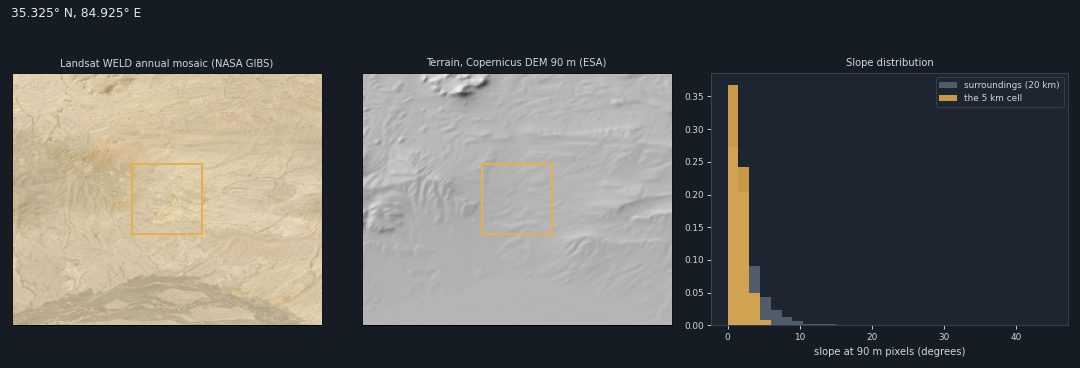 35.325° N, 84.925° E
Landsat WELD annual mosaic (NASA GIBS)
Terrain, Copernicus DEM 90 m (ESA)
Slope distribution
surroundings (20 km)
the 5 km cell
0.35
0.30
0.25
0.20
0.15
0.10
0.05
0.00
0 10 20 30 40
slope at 90 m pixels (degrees)